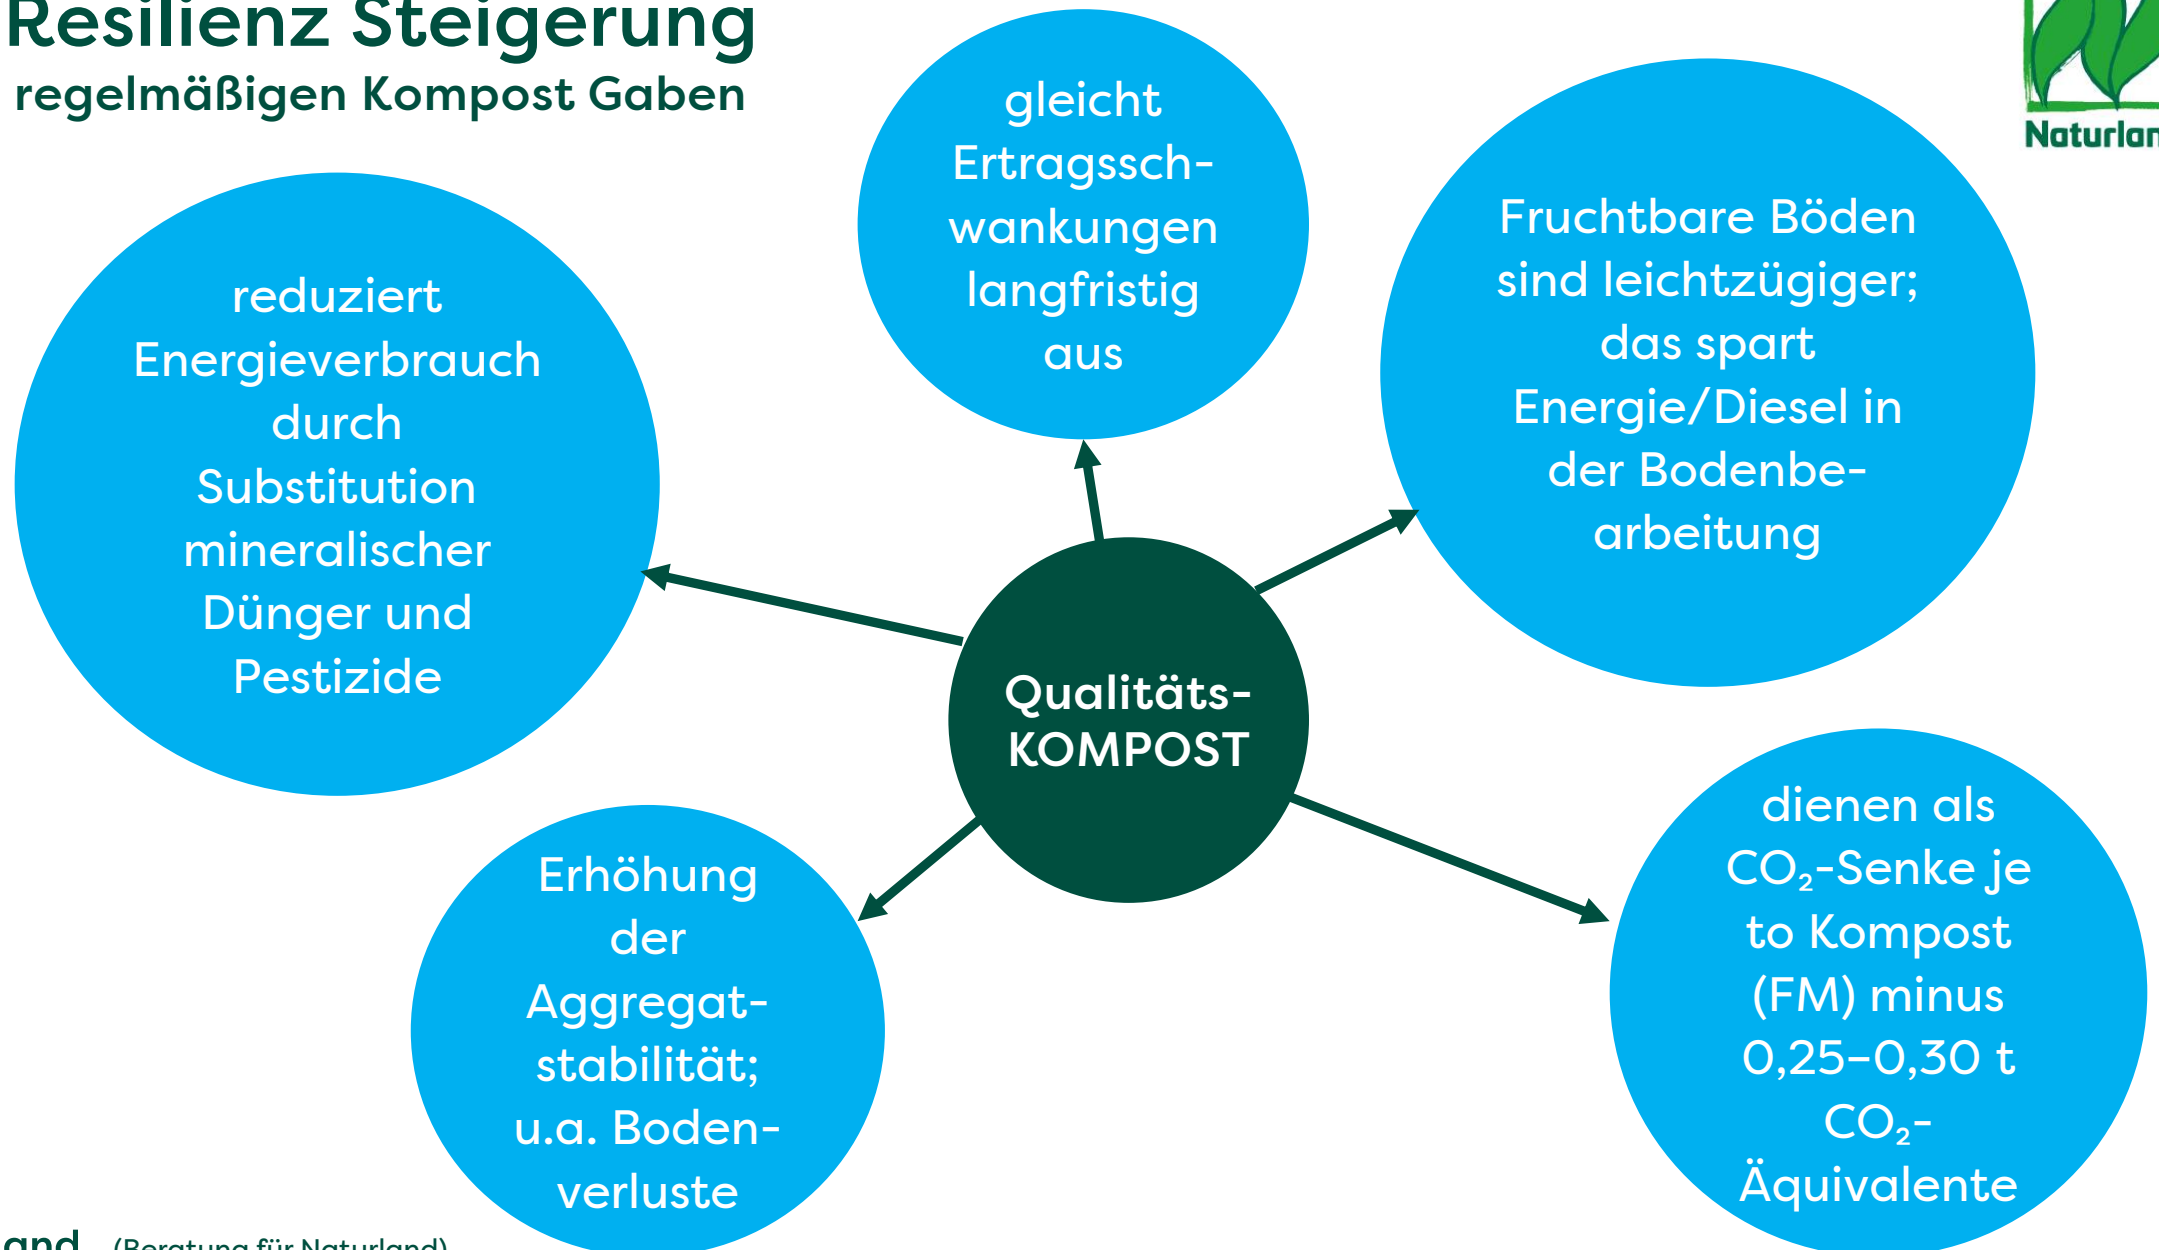 Resilienz Steigerung
regelmäßigen Kompost Gaben
Naturlan
gleicht
Ertragssch-
wankungen
langfristig
aus
Fruchtbare Böden
sind leichtzügiger;
das spart
Energie/Diesel in
der Bodenbe-
arbeitung
reduziert
Energieverbrauch
durch
Substitution
mineralischer
Dünger und
Pestizide
Qualitäts-
KOMPOST
Erhöhung
der
Aggregat-
stabilität;
u.a. Boden-
verluste
dienen als
CO₂-Senke je
to Kompost
(FM) minus
0,25–0,30 t
CO₂-
Äquivalente
and (Beratung für Naturland)